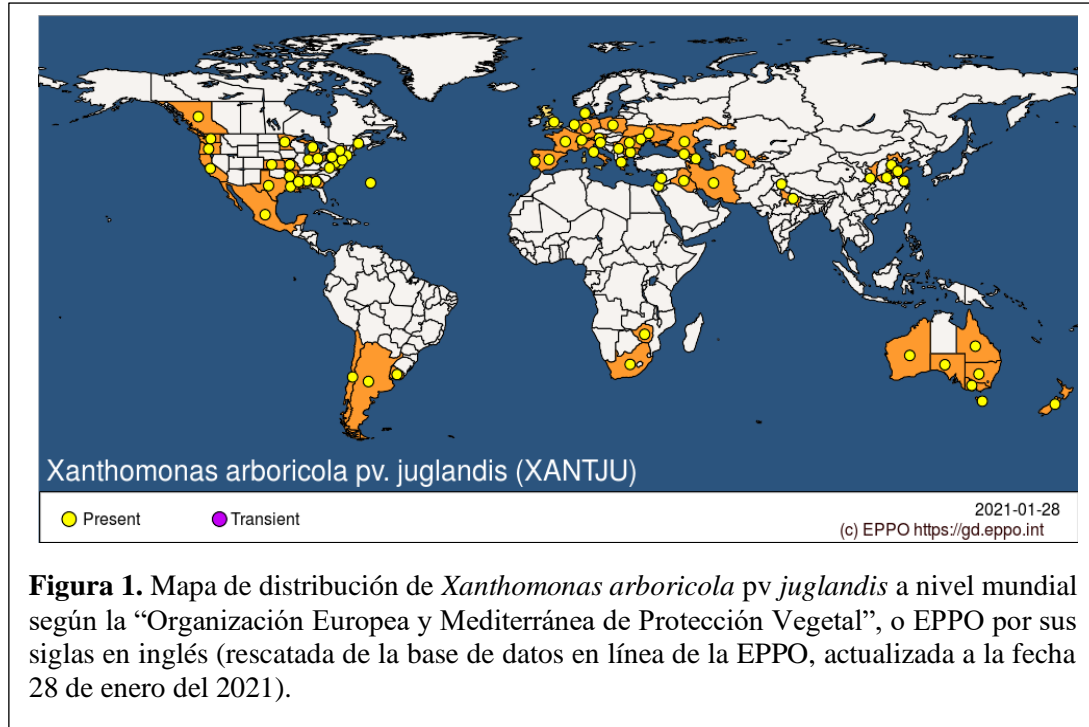 Xanthomonas arboricola pv. juglandis (XANTJU)
Present
Transient
2021-01-28
(c) EPPO https://gd.eppo.int
Figura 1. Mapa de distribución de Xanthomonas arboricola pv juglandis a nivel mundial
según la “Organización Europea y Mediterránea de Protección Vegetal”, o EPPO por sus
siglas en inglés (rescatada de la base de datos en línea de la EPPO, actualizada a la fecha
28 de enero del 2021).